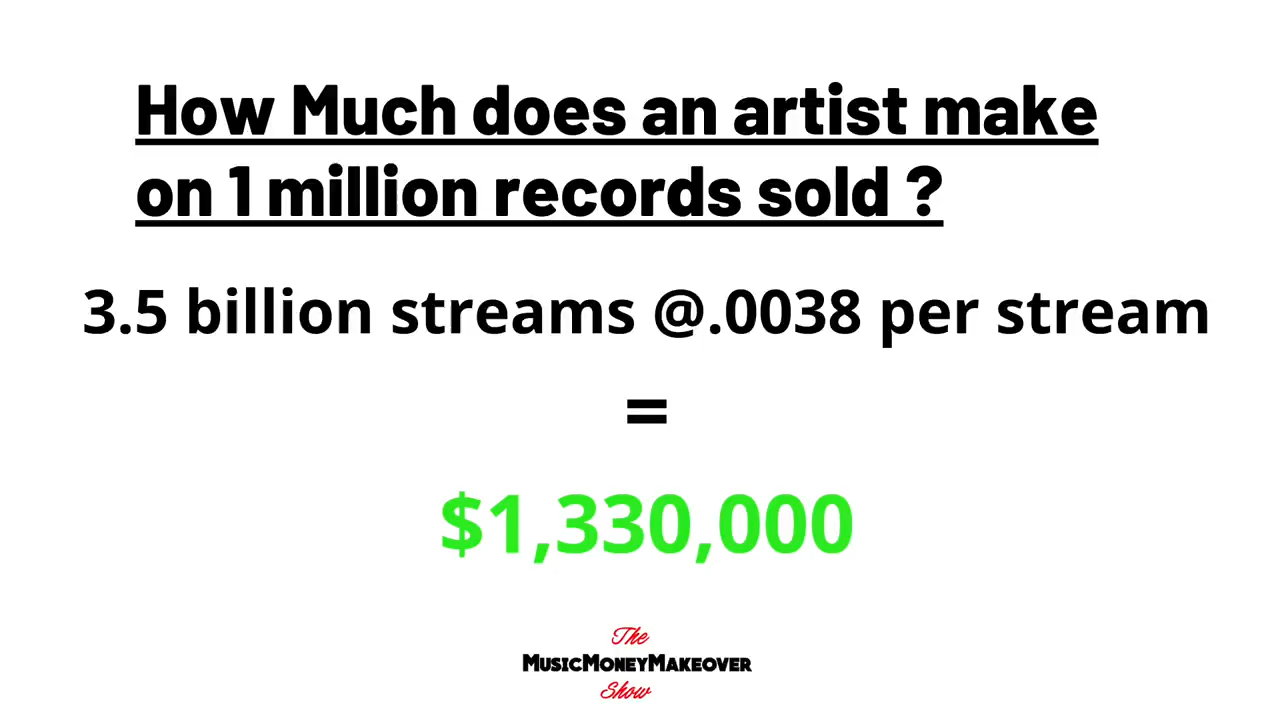 How Much does an artist make
on 1 million records sold ?
3.5 billion streams @.0038 per stream
=
$1,330,000
The
MusicMoneyMakeover
Show